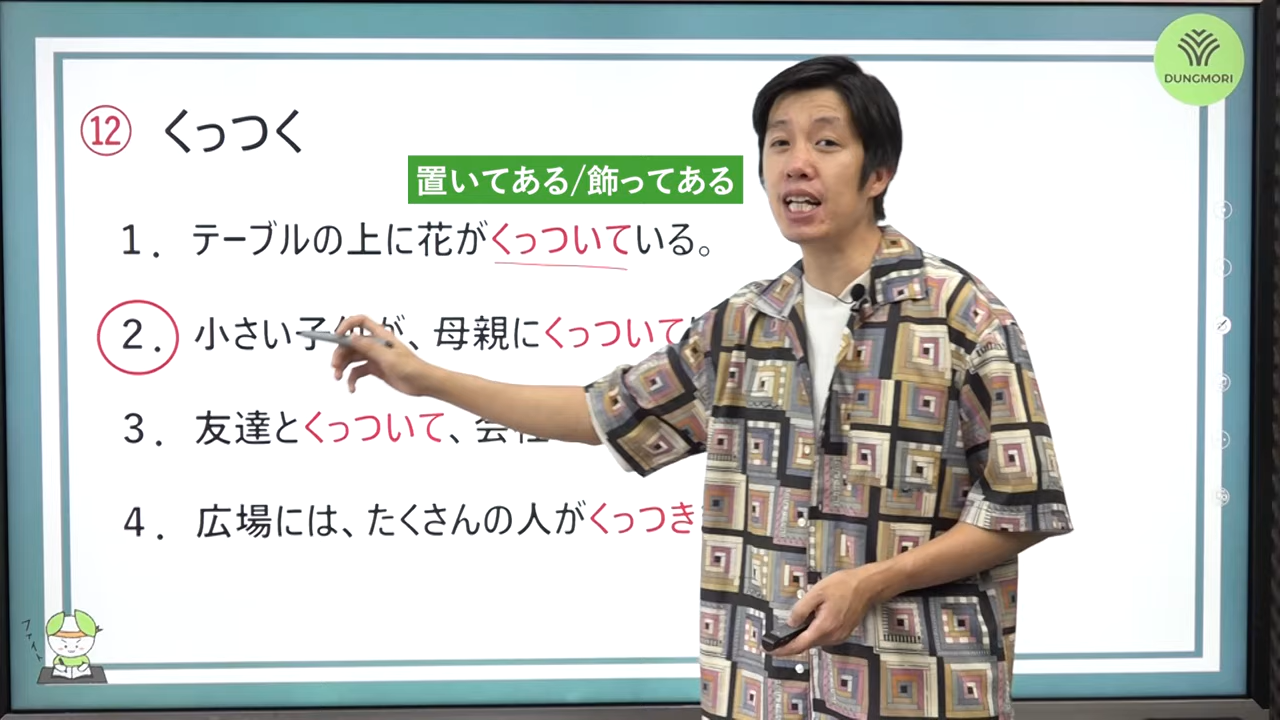 DUNGMORI
⑫ くっつく
置いてある/飾ってある
1. テーブルの上に花がくっついている。
2. 小さい子 が、母親にくっついて
3. 友達とくっついて、会社
4. 広場には、たくさんの人がくっつき
ファイト